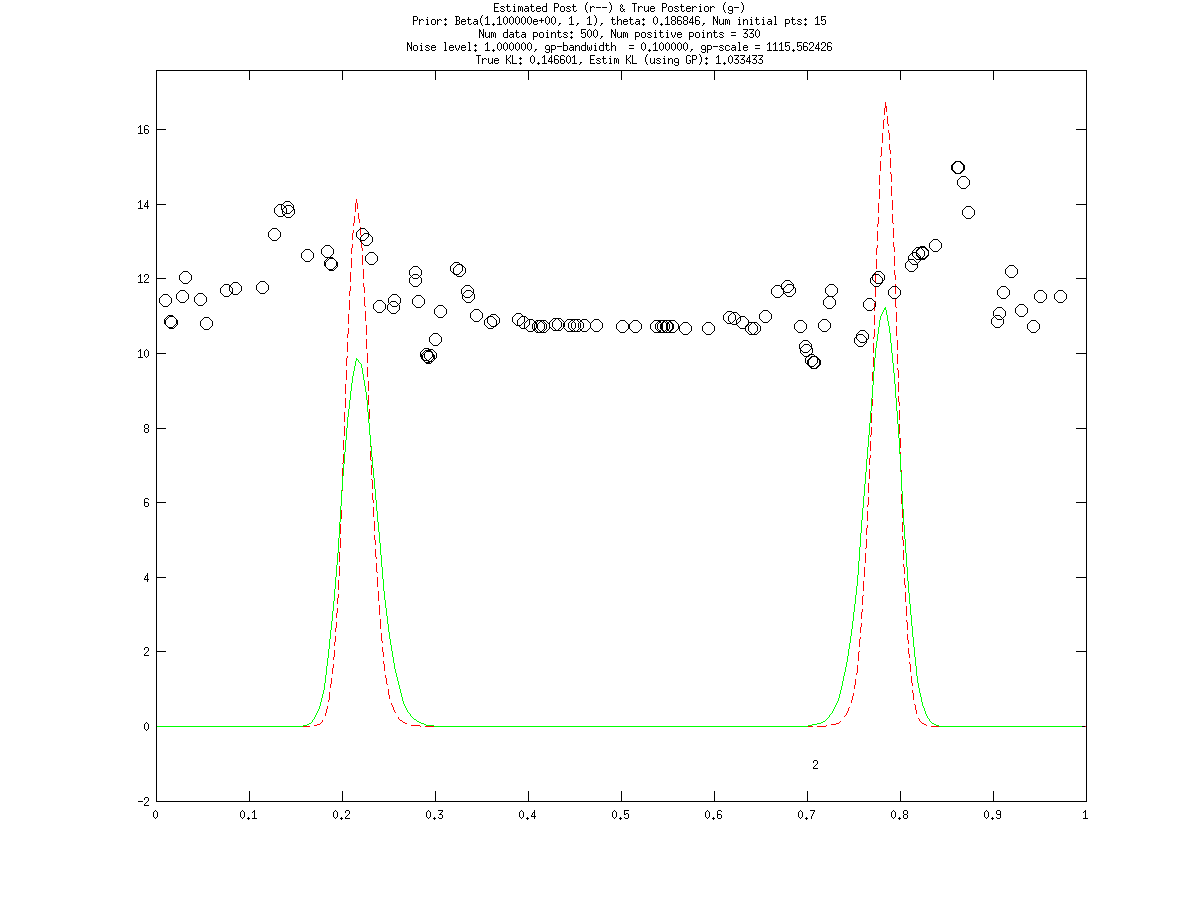 Estimated Post (r--) & True Posterior (g-)
Prior: Beta(1.100000e+00, 1, 1), theta: 0.186846, Num initial pts: 15
Num data points: 500, Num positive points = 330
Noise level: 1.000000, gp-bandwidth  = 0.100000, gp-scale = 1115.562426
True KL: 0.146601, Estim KL (using GP): 1.033433
16
14
12
10
8
6
4
2
0
2
-2
0 0.1 0.2 0.3 0.4 0.5 0.6 0.7 0.8 0.9 1